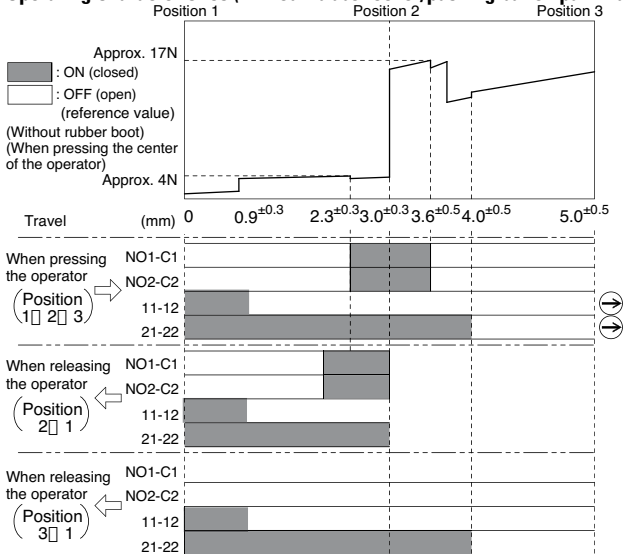 Position 1 Position 2 Position 3
Approx. 17N
: ON (closed)
: OFF (open)
(reference value)
(Without rubber boot)
(When pressing the center
of the operator)
Approx. 4N
Travel (mm) 0 0.9±0.3 2.3±0.3 3.0±0.3 3.6±0.5 4.0±0.5 5.0±0.5
When pressing
the operator
(Position
1▯ 2▯ 3)
NO1-C1
NO2-C2
11-12
21-22
When releasing
the operator
(Position
2▯ 1)
NO1-C1
NO2-C2
11-12
21-22
When releasing
the operator
(Position
3▯ 1)
NO1-C1
NO2-C2
11-12
21-22